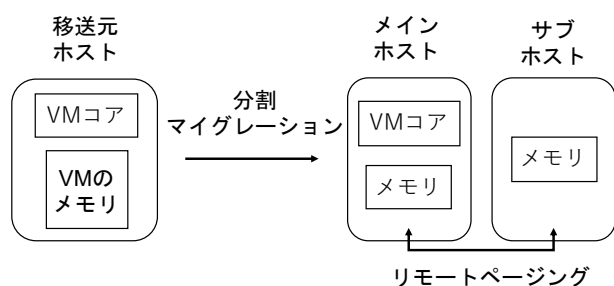 移送元
ホスト
VMコア
VMの
メモリ
分割
マイグレーション
メイン
ホスト
VMコア
メモリ
サブ
ホスト
メモリ
リモートページング